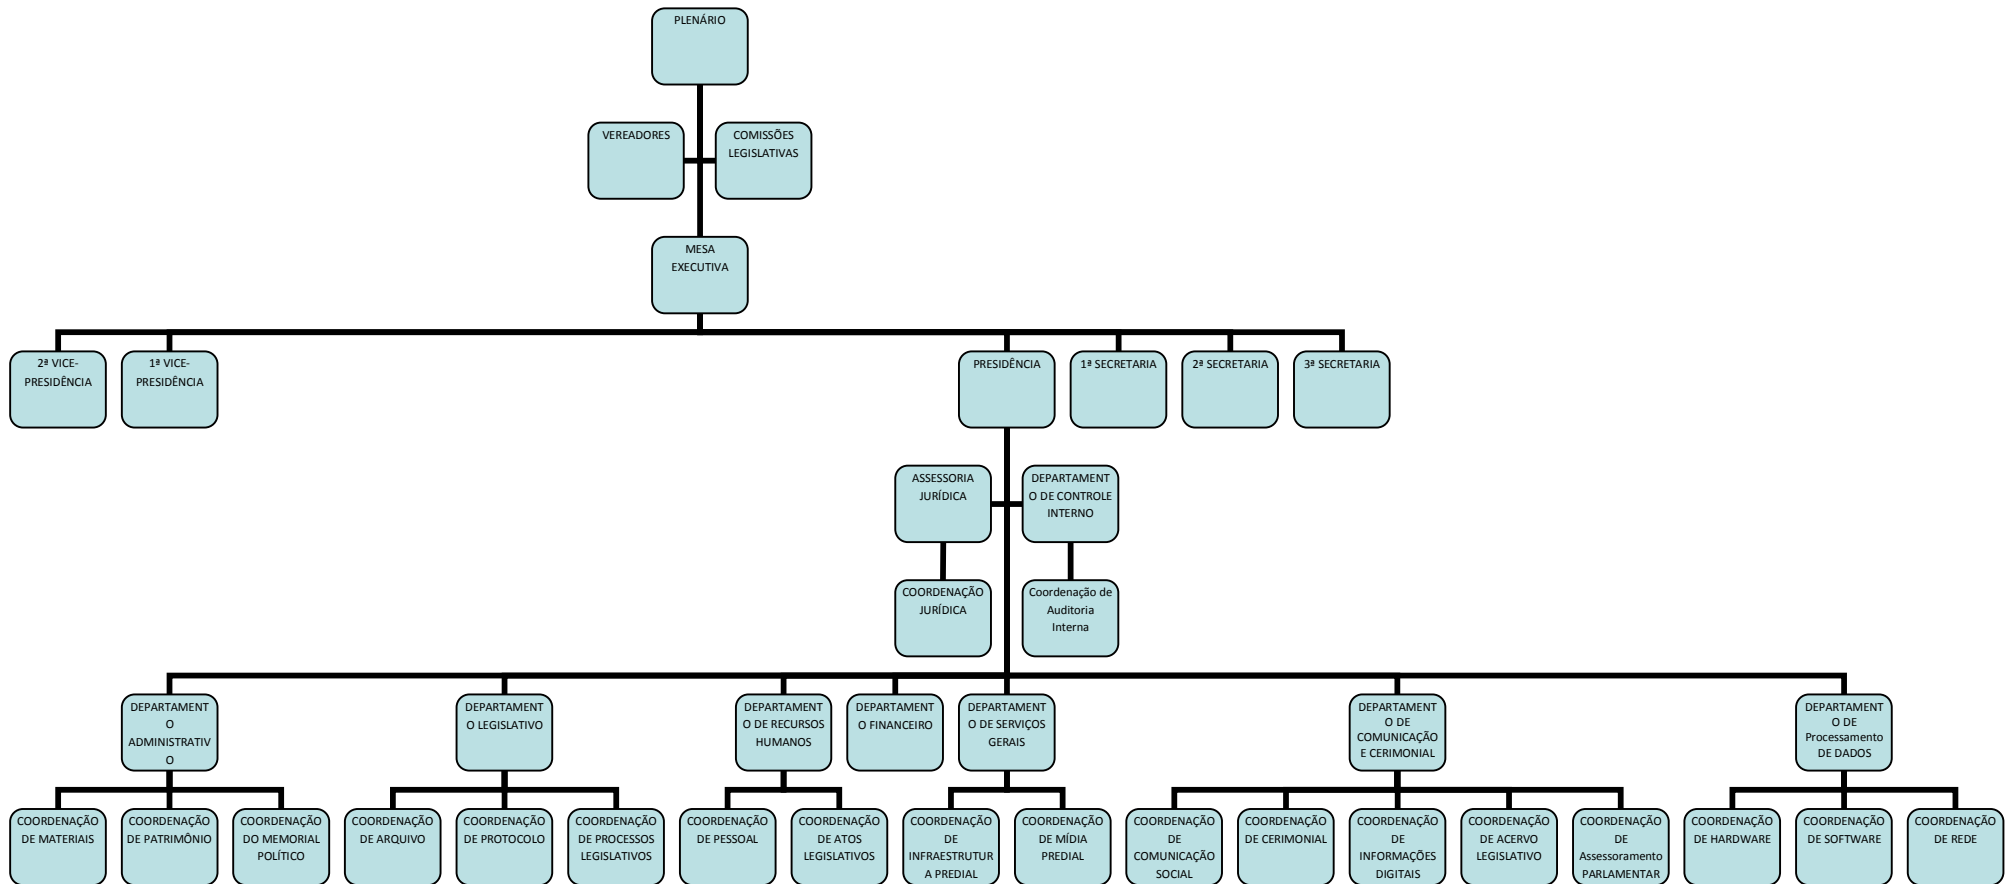 PLENÁRIO
VEREADORES
COMISSÕES
LEGISLATIVAS
MESA
EXECUTIVA
2ª VICE-
PRESIDÊNCIA
1ª VICE-
PRESIDÊNCIA
PRESIDÊNCIA
1ª SECRETARIA
2ª SECRETARIA
3ª SECRETARIA
ASSESSORIA
JURÍDICA
DEPARTAMENT
O DE CONTROLE
INTERNO
COORDENAÇÃO
JURÍDICA
Coordenação de
Auditoria
Interna
DEPARTAMENT
O
ADMINISTRATIV
O
DEPARTAMENT
O LEGISLATIVO
DEPARTAMENT
O DE RECURSOS
HUMANOS
DEPARTAMENT
O FINANCEIRO
DEPARTAMENT
O DE SERVIÇOS
GERAIS
DEPARTAMENT
O DE
COMUNICAÇÃO
E CERIMONIAL
DEPARTAMENT
O DE
Processamento
DE DADOS
COORDENAÇÃO
DE MATERIAIS
COORDENAÇÃO
DE PATRIMÔNIO
COORDENAÇÃO
DO MEMORIAL
POLÍTICO
COORDENAÇÃO
DE ARQUIVO
COORDENAÇÃO
DE PROTOCOLO
COORDENAÇÃO
DE PROCESSOS
LEGISLATIVOS
COORDENAÇÃO
DE PESSOAL
COORDENAÇÃO
DE ATOS
LEGISLATIVOS
COORDENAÇÃO
DE
INFRAESTRUTUR
A PREDIAL
COORDENAÇÃO
DE MÍDIA
PREDIAL
COORDENAÇÃO
DE
COMUNICAÇÃO
SOCIAL
COORDENAÇÃO
DE CERIMONIAL
COORDENAÇÃO
DE
INFORMAÇÕES
DIGITAIS
COORDENAÇÃO
DE ACERVO
LEGISLATIVO
COORDENAÇÃO
DE
Assessoramento
PARLAMENTAR
COORDENAÇÃO
DE HARDWARE
COORDENAÇÃO
DE SOFTWARE
COORDENAÇÃO
DE REDE